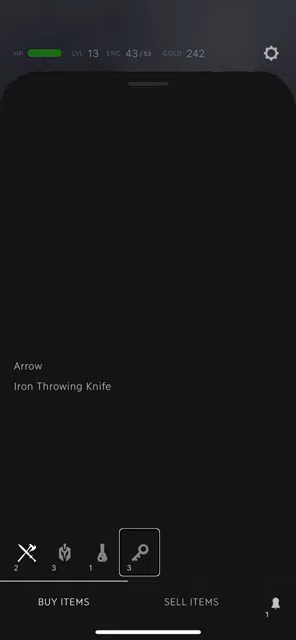 HP LVL 13 ENC 43/83 GOLD 242
Arrow
Iron Throwing Knife
2 3 1 3
BUY ITEMS SELL ITEMS 1